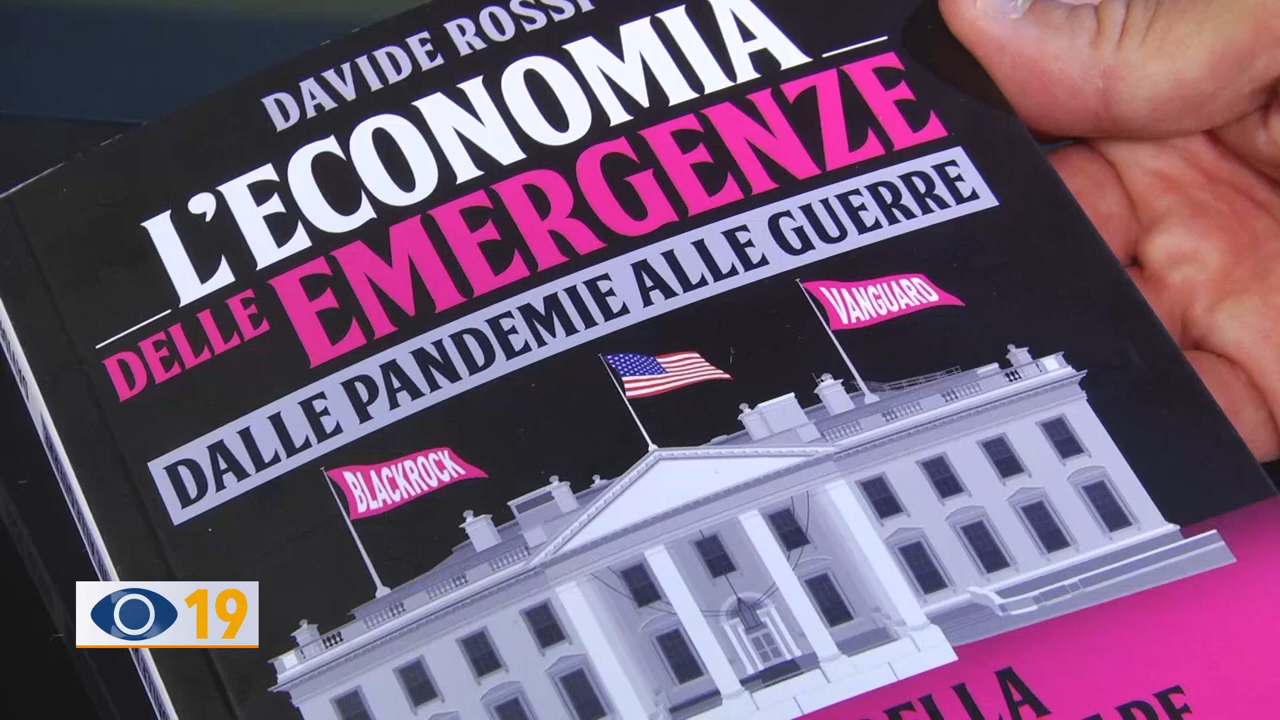 DAVIDE ROSSI
L'ECONOMIA
DELLE EMERGENZE
DALLE PANDEMIE ALLE GUERRE
VANGUARD
BLACKROCK
19